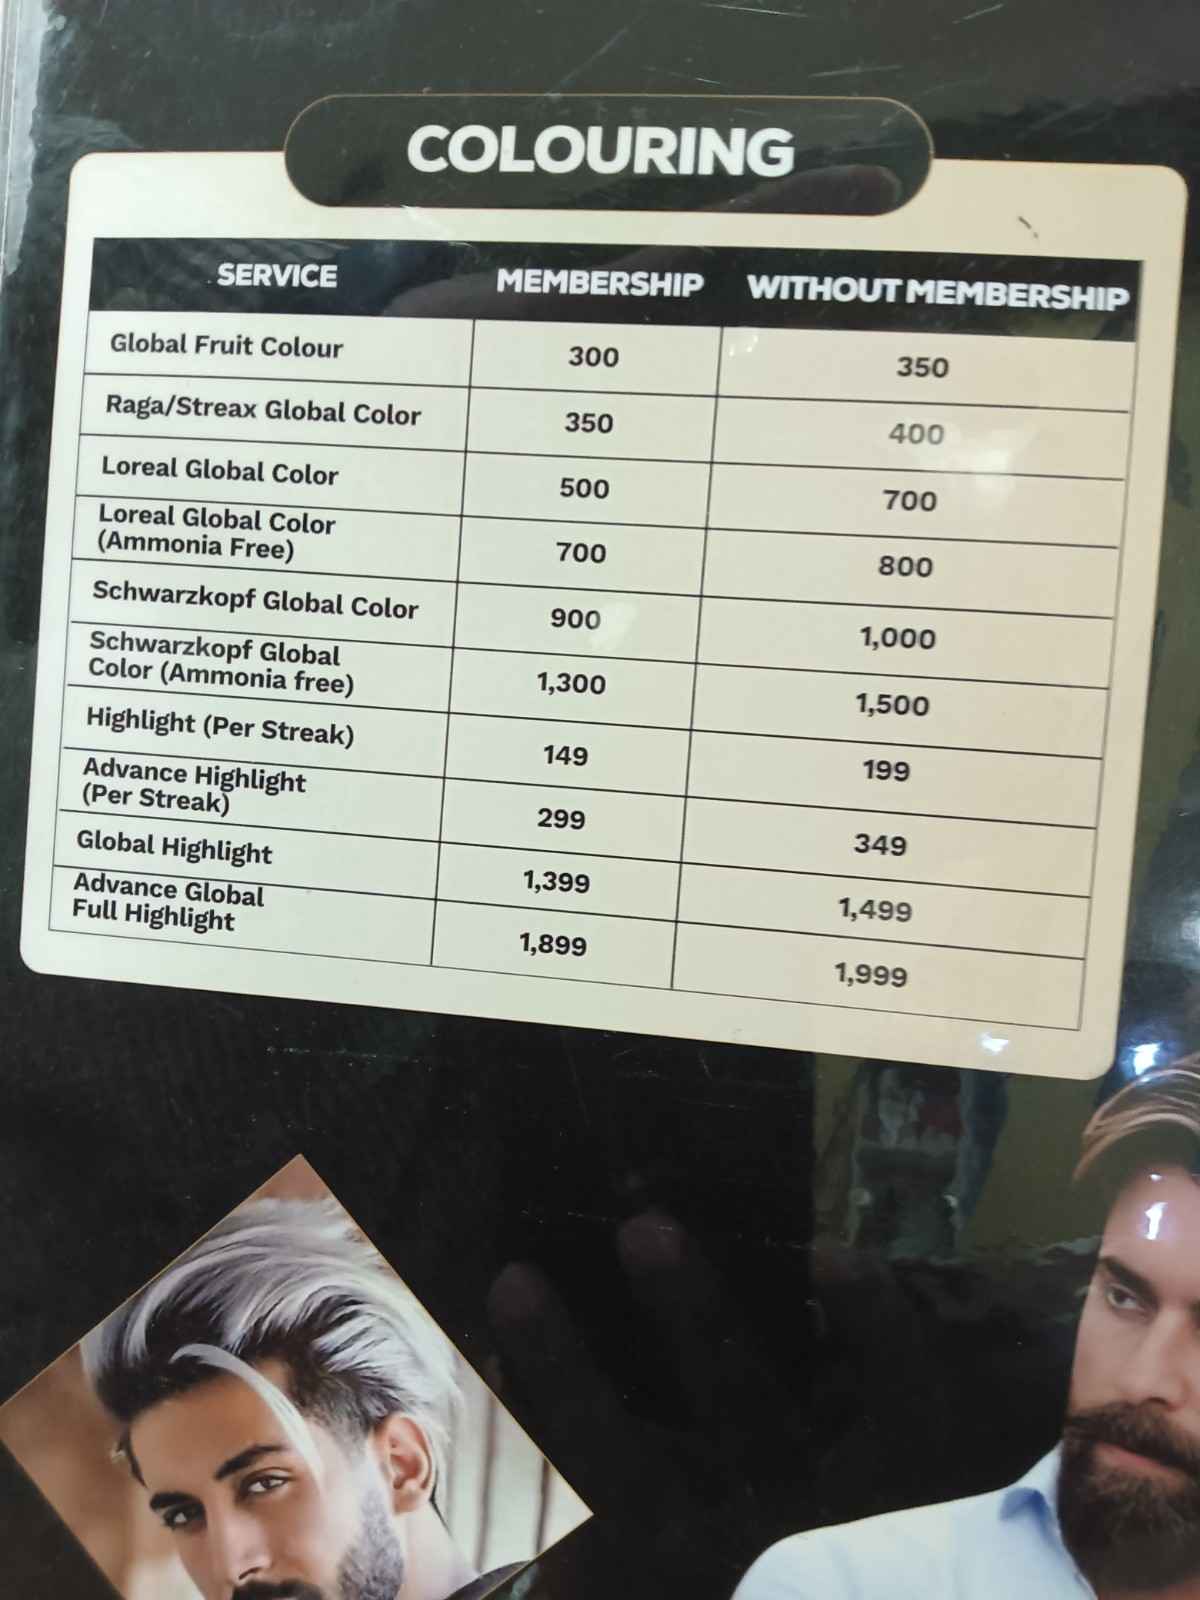 COLOURING
SERVICE MEMBERSHIP WITHOUT MEMBERSHIP
Global Fruit Colour 300 350
Raga/Streax Global Color 350 400
Loreal Global Color 500 700
Loreal Global Color
(Ammonia Free) 700 800
Schwarzkopf Global Color 900 1,000
Schwarzkopf Global
Color (Ammonia free) 1,300 1,500
Highlight (Per Streak) 149 199
Advance Highlight
(Per Streak) 299 349
Global Highlight 1,399 1,499
Advance Global
Full Highlight 1,899 1,999